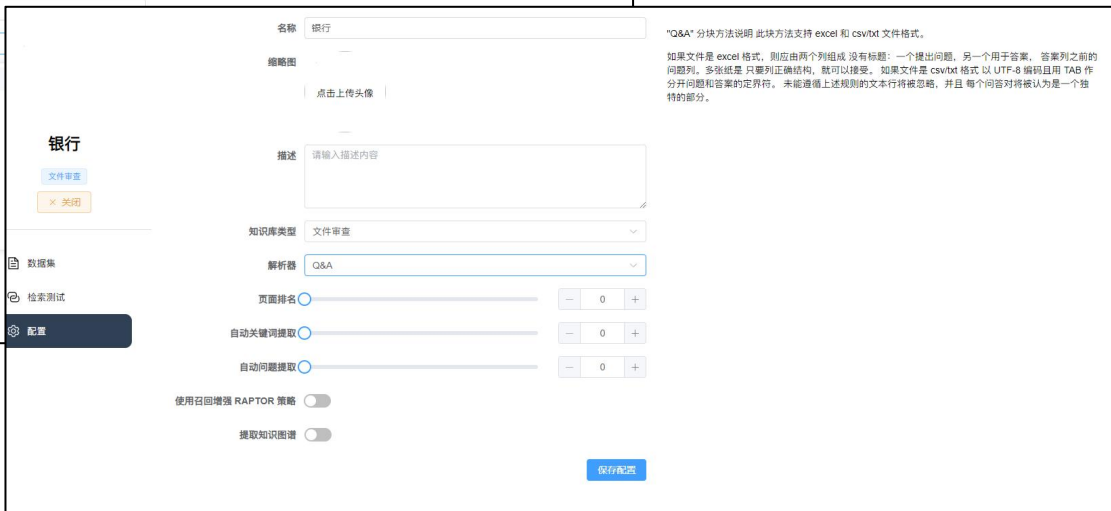 银行
文件审查
× 关闭
数据集
检索测试
配置
名称 银行
缩略图
点击上传头像
描述 请输入描述内容
知识库类型 文件审查
解析器 Q&A
页面排名 0
自动关键词提取 0
自动问题提取 0
使用召回增强 RAPTOR 策略
提取知识图谱
保存配置
"Q&A" 分块方法说明 此块方法支持 excel 和 csv/txt 文件格式。
如果文件是 excel 格式，则应由两个列组成 没有标题：一个提出问题，另一个用于答案， 答案列之前的
问题列。多张纸是 只要列正确结构，就可以接受。 如果文件是 csv/txt 格式 以 UTF-8 编码且用 TAB 作
分开问题和答案的定界符。 未能遵循上述规则的文本行将被忽略，并且 每个问答对将被认为是一个独
特的部分。